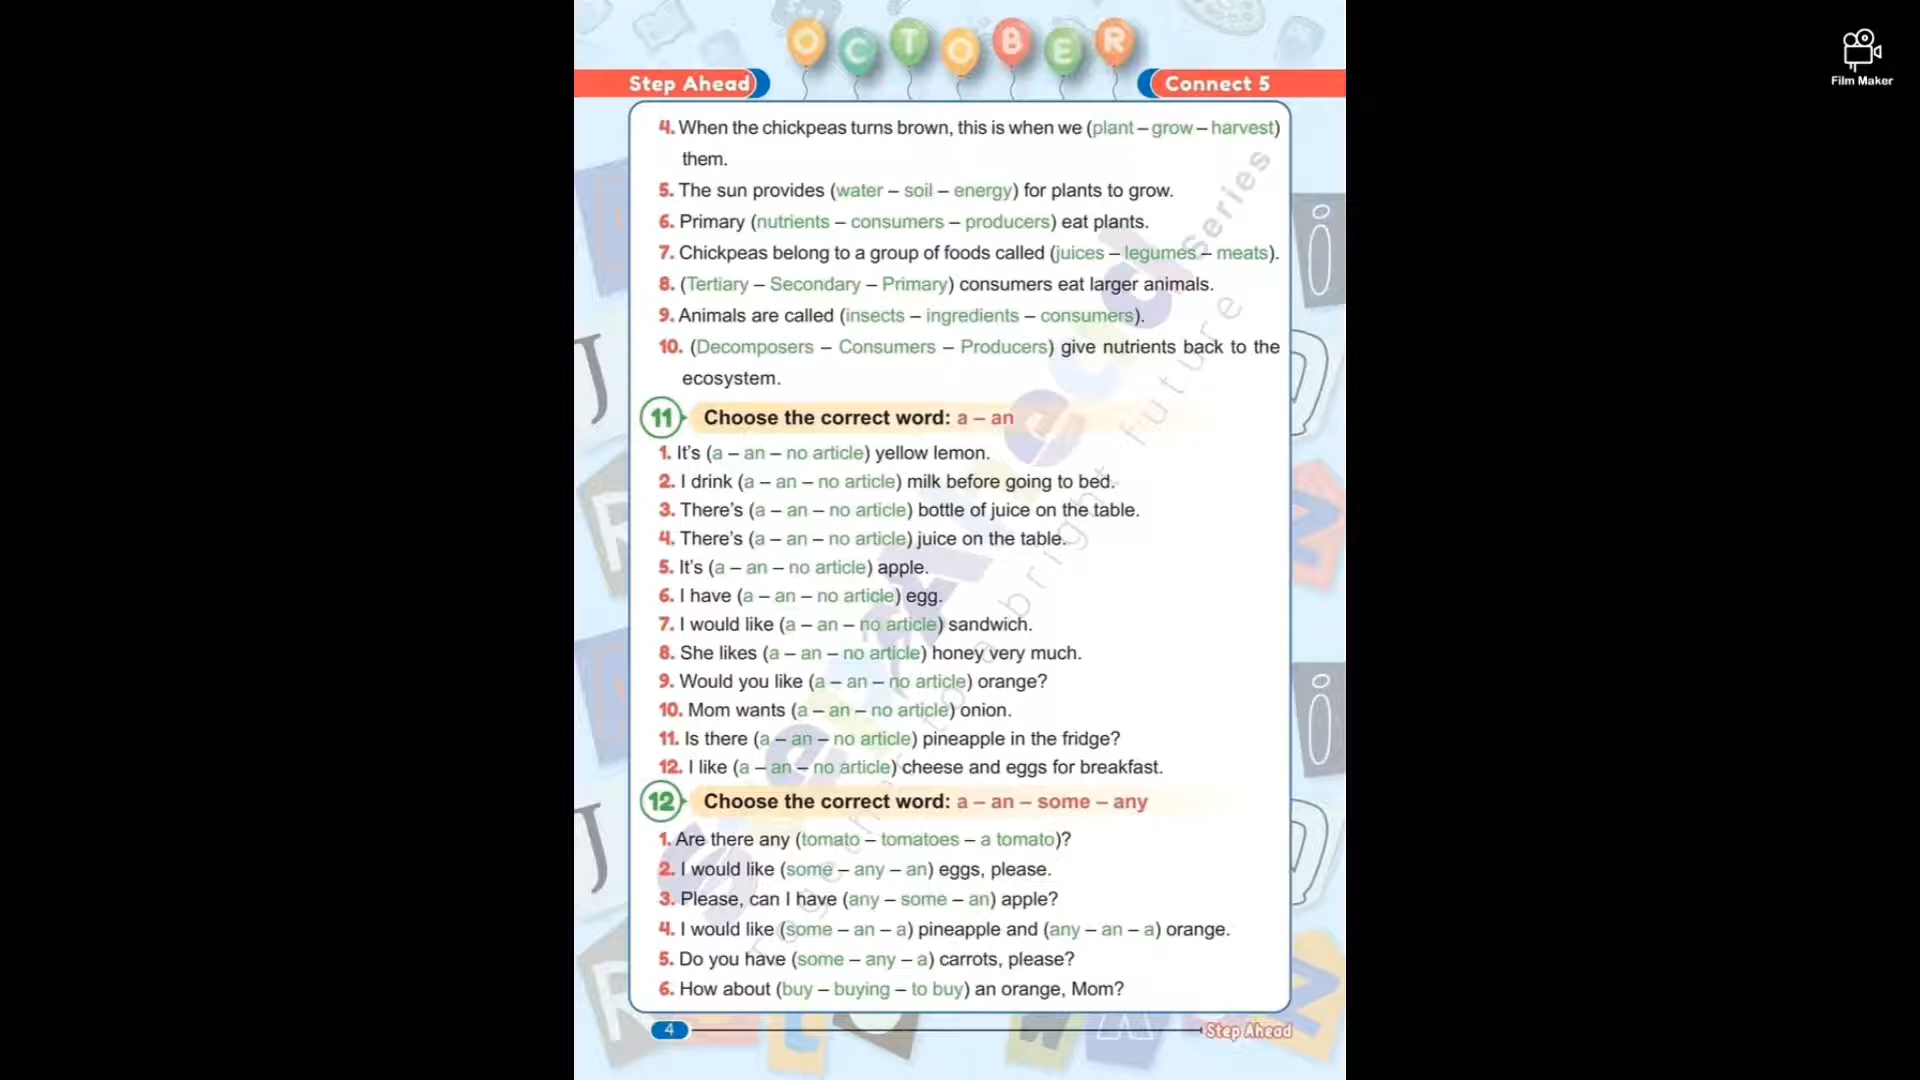 OCTOBER
Step Ahead
Connect 5
Film Maker
4. When the chickpeas turns brown, this is when we (plant – grow – harvest)
them.
5. The sun provides (water – soil – energy) for plants to grow.
6. Primary (nutrients – consumers – producers) eat plants.
7. Chickpeas belong to a group of foods called (juices – legumes – meats).
8. (Tertiary – Secondary – Primary) consumers eat larger animals.
9. Animals are called (insects – ingredients – consumers).
10. (Decomposers – Consumers – Producers) give nutrients back to the
ecosystem.
11 Choose the correct word: a – an
1. It's (a – an – no article) yellow lemon.
2. I drink (a – an – no article) milk before going to bed.
3. There's (a – an – no article) bottle of juice on the table.
4. There's (a – an – no article) juice on the table.
5. It's (a – an – no article) apple.
6. I have (a – an – no article) egg.
7. I would like (a – an – no article) sandwich.
8. She likes (a – an – no article) honey very much.
9. Would you like (a – an – no article) orange?
10. Mom wants (a – an – no article) onion.
11. Is there (a – an – no article) pineapple in the fridge?
12. I like (a – an – no article) cheese and eggs for breakfast.
12 Choose the correct word: a – an – some – any
1. Are there any (tomato – tomatoes – a tomato)?
2. I would like (some – any – an) eggs, please.
3. Please, can I have (any – some – an) apple?
4. I would like (some – an – a) pineapple and (any – an – a) orange.
5. Do you have (some – any – a) carrots, please?
6. How about (buy – buying – to buy) an orange, Mom?
4
Step Ahead